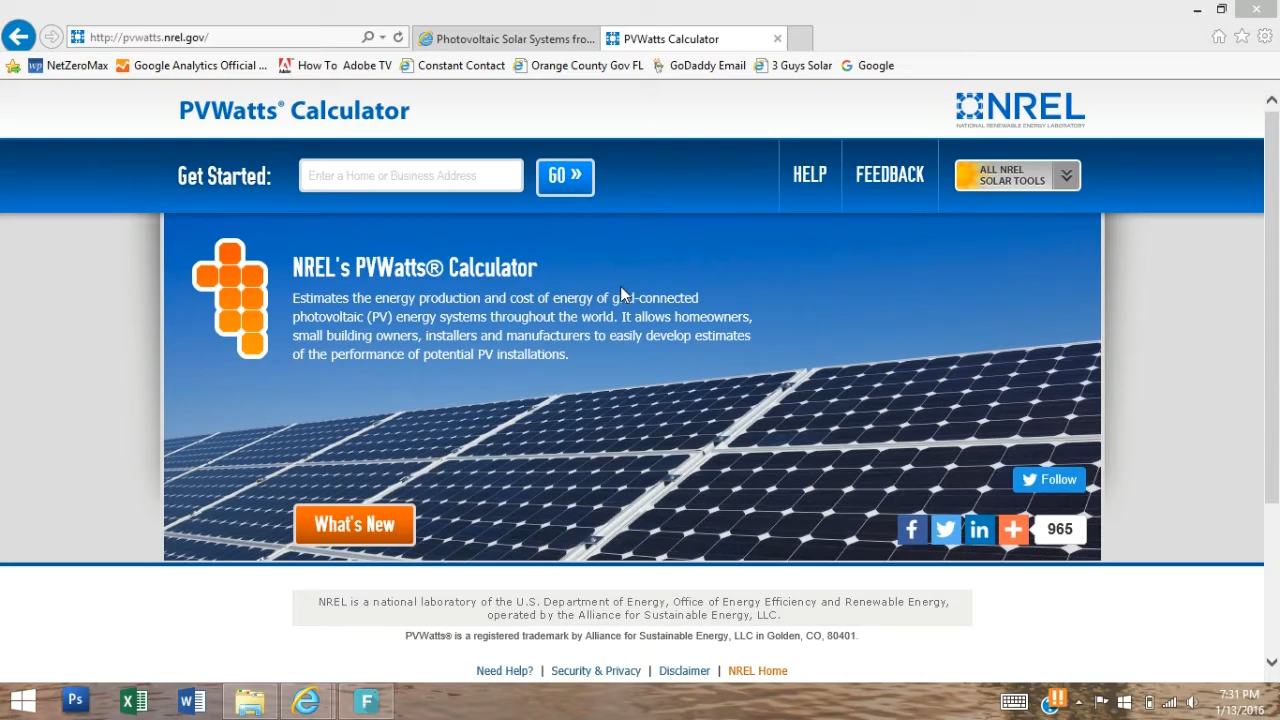 http://pvwatts.nrel.gov/
Photovoltaic Solar Systems fro...
PVWatts Calculator
NetZeroMax
Google Analytics Official ...
How To Adobe TV
Constant Contact
Orange County Gov FL
GoDaddy Email
3 Guys Solar
Google
PVWatts® Calculator
NREL
NATIONAL RENEWABLE ENERGY LABORATORY
Get Started:
Enter a Home or Business Address
GO »
HELP
FEEDBACK
ALL NREL
SOLAR TOOLS
NREL's PVWatts® Calculator
Estimates the energy production and cost of energy of grid-connected
photovoltaic (PV) energy systems throughout the world. It allows homeowners,
small building owners, installers and manufacturers to easily develop estimates
of the performance of potential PV installations.
Follow
What's New
965
NREL is a national laboratory of the U.S. Department of Energy, Office of Energy Efficiency and Renewable Energy,
operated by the Alliance for Sustainable Energy, LLC.
PVWatts® is a registered trademark by Alliance for Sustainable Energy, LLC in Golden, CO, 80401.
Need Help? | Security & Privacy | Disclaimer | NREL Home
7:31 PM
1/13/2016